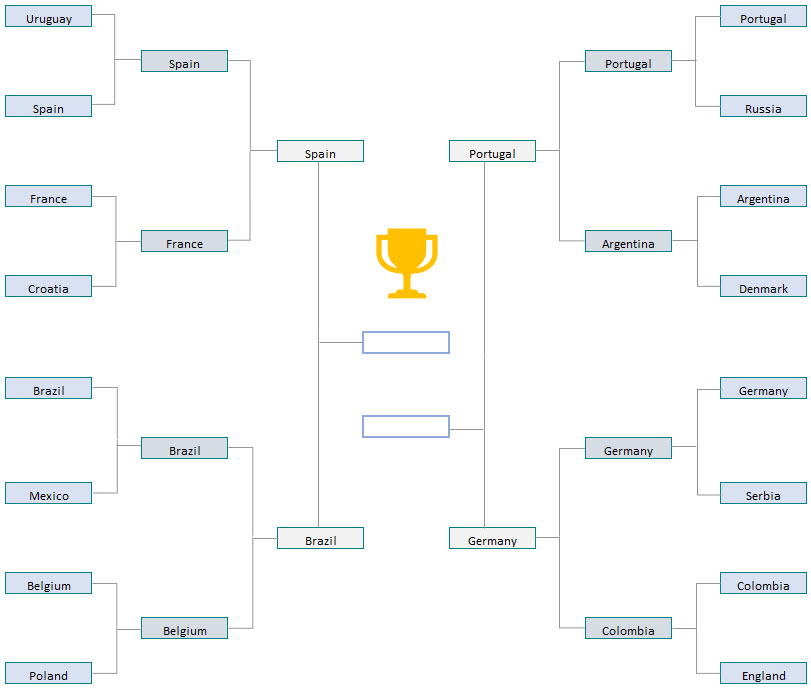 Uruguay
Portugal
Spain
Portugal
Spain
Russia
Spain
Portugal
France
Argentina
France
Argentina
Croatia
Denmark
Brazil
Germany
Brazil
Germany
Mexico
Serbia
Brazil
Germany
Belgium
Colombia
Belgium
Colombia
Poland
England